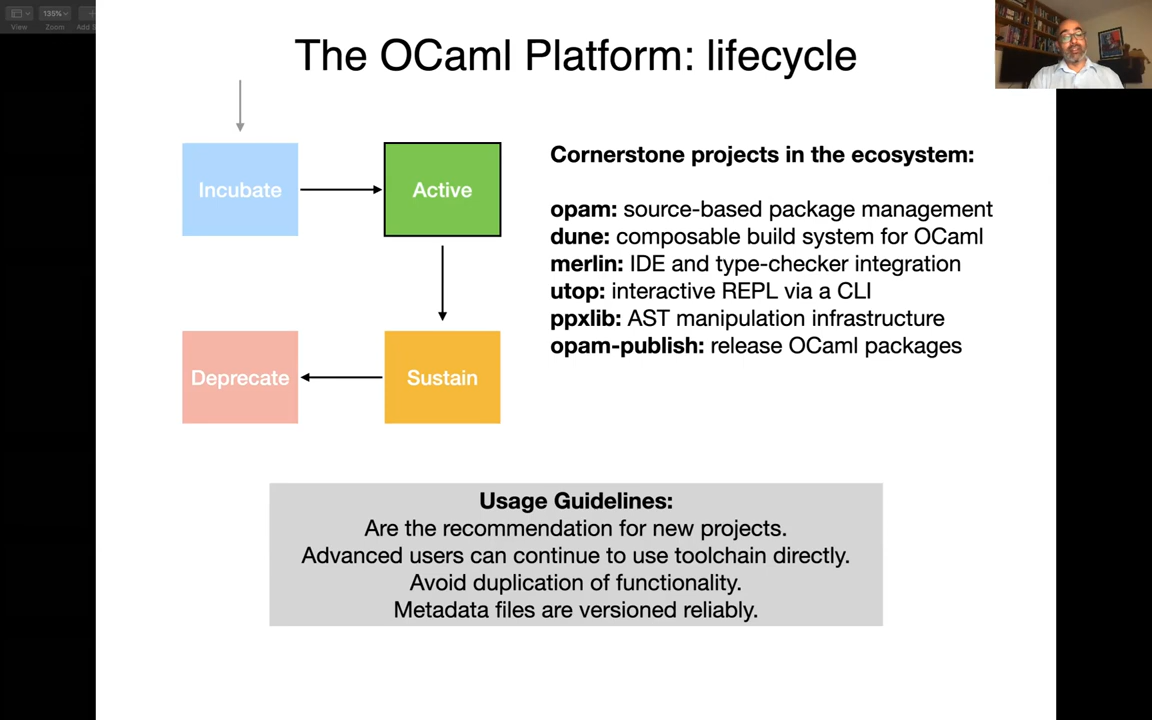 135%
View
Zoom
The OCaml Platform: lifecycle
Incubate
Active
Deprecate
Sustain
Cornerstone projects in the ecosystem:
opam: source-based package management
dune: composable build system for OCaml
merlin: IDE and type-checker integration
utop: interactive REPL via a CLI
ppxlib: AST manipulation infrastructure
opam-publish: release OCaml packages
Usage Guidelines:
Are the recommendation for new projects.
Advanced users can continue to use toolchain directly.
Avoid duplication of functionality.
Metadata files are versioned reliably.